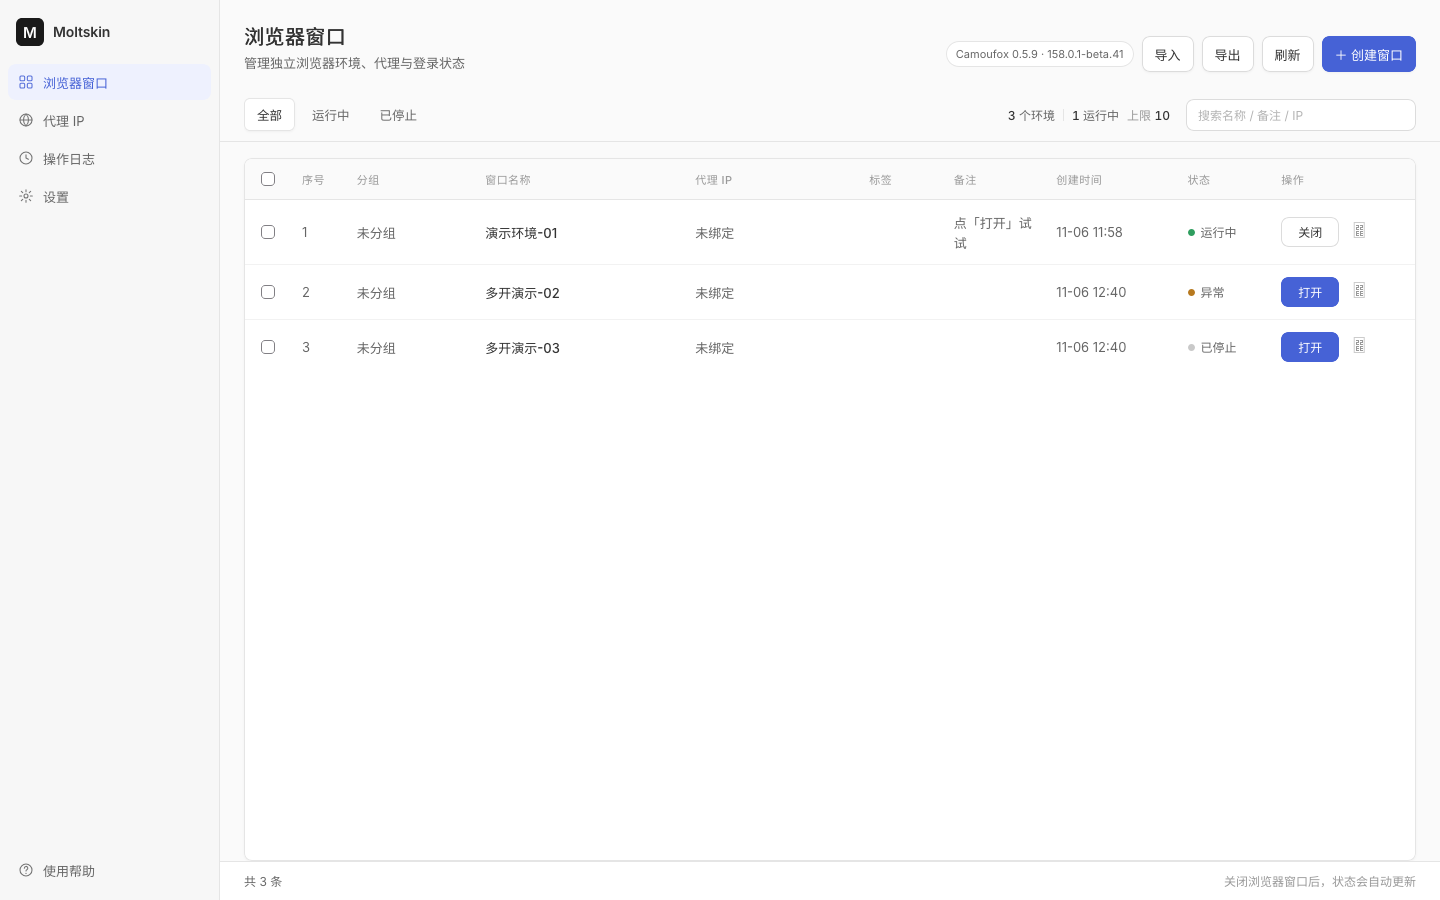 M Moltskin
浏览器窗口
代理 IP
操作日志
设置
使用帮助
浏览器窗口
管理独立浏览器环境、代理与登录状态
Camoufox 0.5.9 · 158.0.1-beta.41
导入
导出
刷新
+ 创建窗口
全部 运行中 已停止
3 个环境 1 运行中 上限 10
搜索名称 / 备注 / IP
序号 分组 窗口名称 代理 IP 标签 备注 创建时间 状态 操作
1 未分组 演示环境-01 未绑定 点「打开」试
试
11-06 11:58 运行中 关闭
2 未分组 多开演示-02 未绑定 11-06 12:40 异常 打开
3 未分组 多开演示-03 未绑定 11-06 12:40 已停止 打开
共 3 条
关闭浏览器窗口后，状态会自动更新